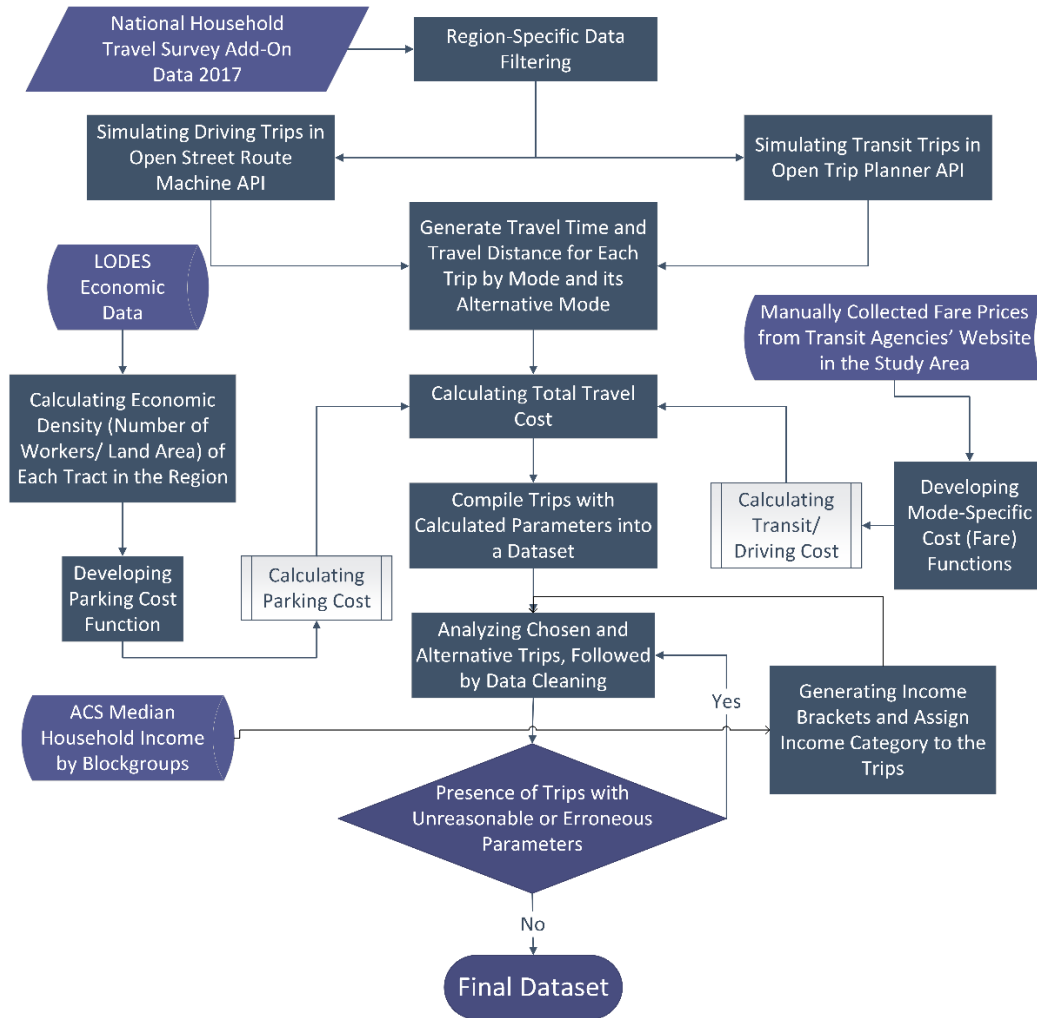 National Household
Travel Survey Add-On
Data 2017
Region-Specific Data
Filtering
Simulating Driving Trips in
Open Street Route
Machine API
Simulating Transit Trips in
Open Trip Planner API
Generate Travel Time and
Travel Distance for Each
Trip by Mode and its
Alternative Mode
LODES
Economic
Data
Manually Collected Fare Prices
from Transit Agencies’ Website
in the Study Area
Calculating Economic
Density (Number of
Workers/ Land Area) of
Each Tract in the Region
Calculating Total Travel
Cost
Developing
Mode-Specific
Cost (Fare)
Functions
Calculating
Transit/
Driving Cost
Compile Trips with
Calculated Parameters into
a Dataset
Developing
Parking Cost
Function
Calculating
Parking Cost
Analyzing Chosen and
Alternative Trips, Followed
by Data Cleaning
Yes
Generating Income
Brackets and Assign
Income Category to the
Trips
ACS Median
Household Income
by Blockgroups
Presence of Trips with
Unreasonable or Erroneous
Parameters
No
Final Dataset